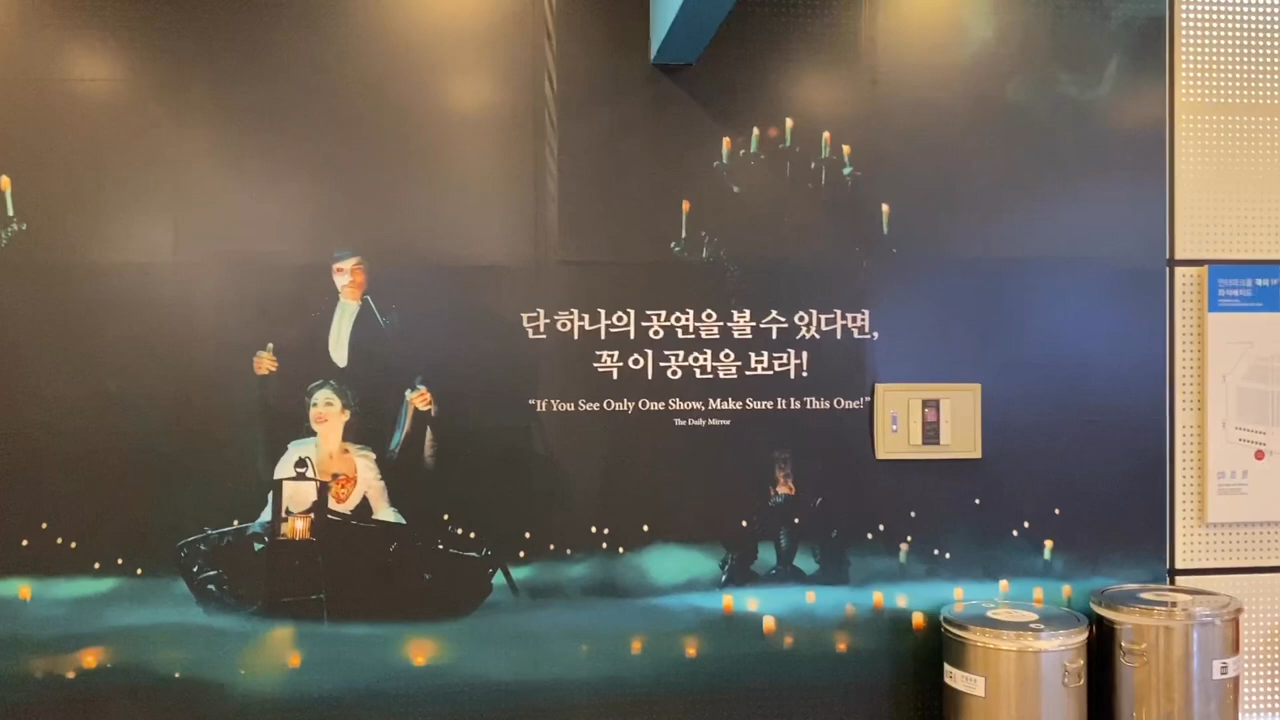 단 하나의 공연을 볼 수 있다면,
꼭 이 공연을 보라!
“If You See Only One Show, Make Sure It Is This One!”
The Daily Mirror